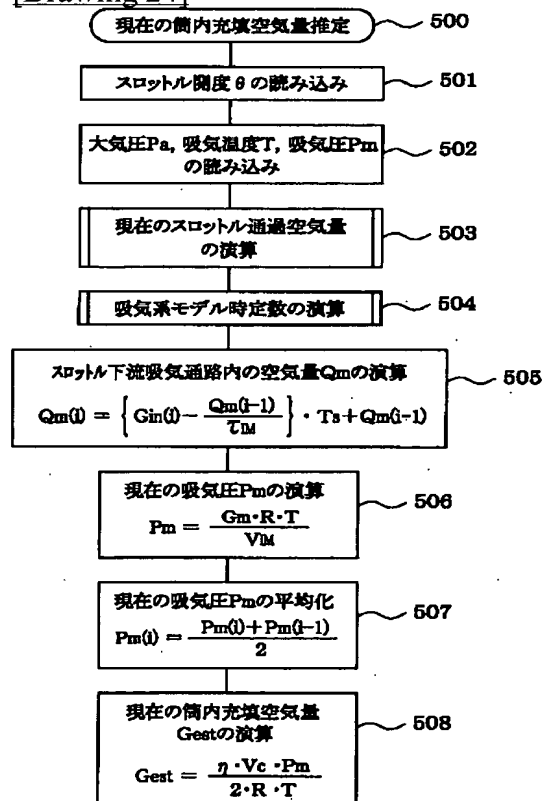 [Drawing 24]
現在の筒内充填空気量推定
500
スロットル開度θの読み込み
501
大気圧Pa, 吸気温度T, 吸気圧Pm
の読み込み
502
現在のスロットル通過空気量
の演算
503
吸気系モデル時定数の演算
504
スロットル下流吸気通路内の空気量Qmの演算
Qm(i) = { Gin(i) − Qm(i-1) / τIM } · Ts + Qm(i-1)
505
現在の吸気圧Pmの演算
Pm = Gm·R·T / VIM
506
現在の吸気圧Pmの平均化
Pm(i) = Pm(i)+Pm(i-1) / 2
507
現在の筒内充填空気量
Gestの演算
Gest = η·Vc·Pm / 2·R·T
508